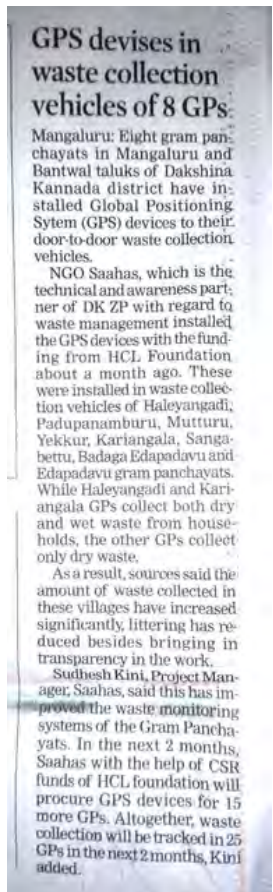 GPS devises in
waste collection
vehicles of 8 GPs
Mangaluru: Eight gram pan-
chayats in Mangaluru and
Bantwal taluks of Dakshina
Kannada district have in-
stalled Global Positioning
Sytem (GPS) devices to their
door-to-door waste collection
vehicles.
NGO Saahas, which is the
technical and awareness part-
ner of DK ZP with regard to
waste management installed
the GPS devices with the fund-
ing from HCL Foundation
about a month ago. These
were installed in waste collec-
tion vehicles of Haleyangadi,
Padupanamburu, Mutturu,
Yekkur, Kariangala, Sanga-
bettu, Badaga Edapadavu and
Edapadavu gram panchayats.
While Haleyangadi and Kari-
angala GPs collect both dry
and wet waste from house-
holds, the other GPs collect
only dry waste.
As a result, sources said the
amount of waste collected in
these villages have increased
significantly, littering has re-
duced besides bringing in
transparency in the work.
Sudhesh Kini, Project Man-
ager, Saahas, said this has im-
proved the waste monitoring
systems of the Gram Pancha-
yats. In the next 2 months,
Saahas with the help of CSR
funds of HCL foundation will
procure GPS devices for 15
more GPs. Altogether, waste
collection will be tracked in 25
GPs in the next 2 months, Kini
added.